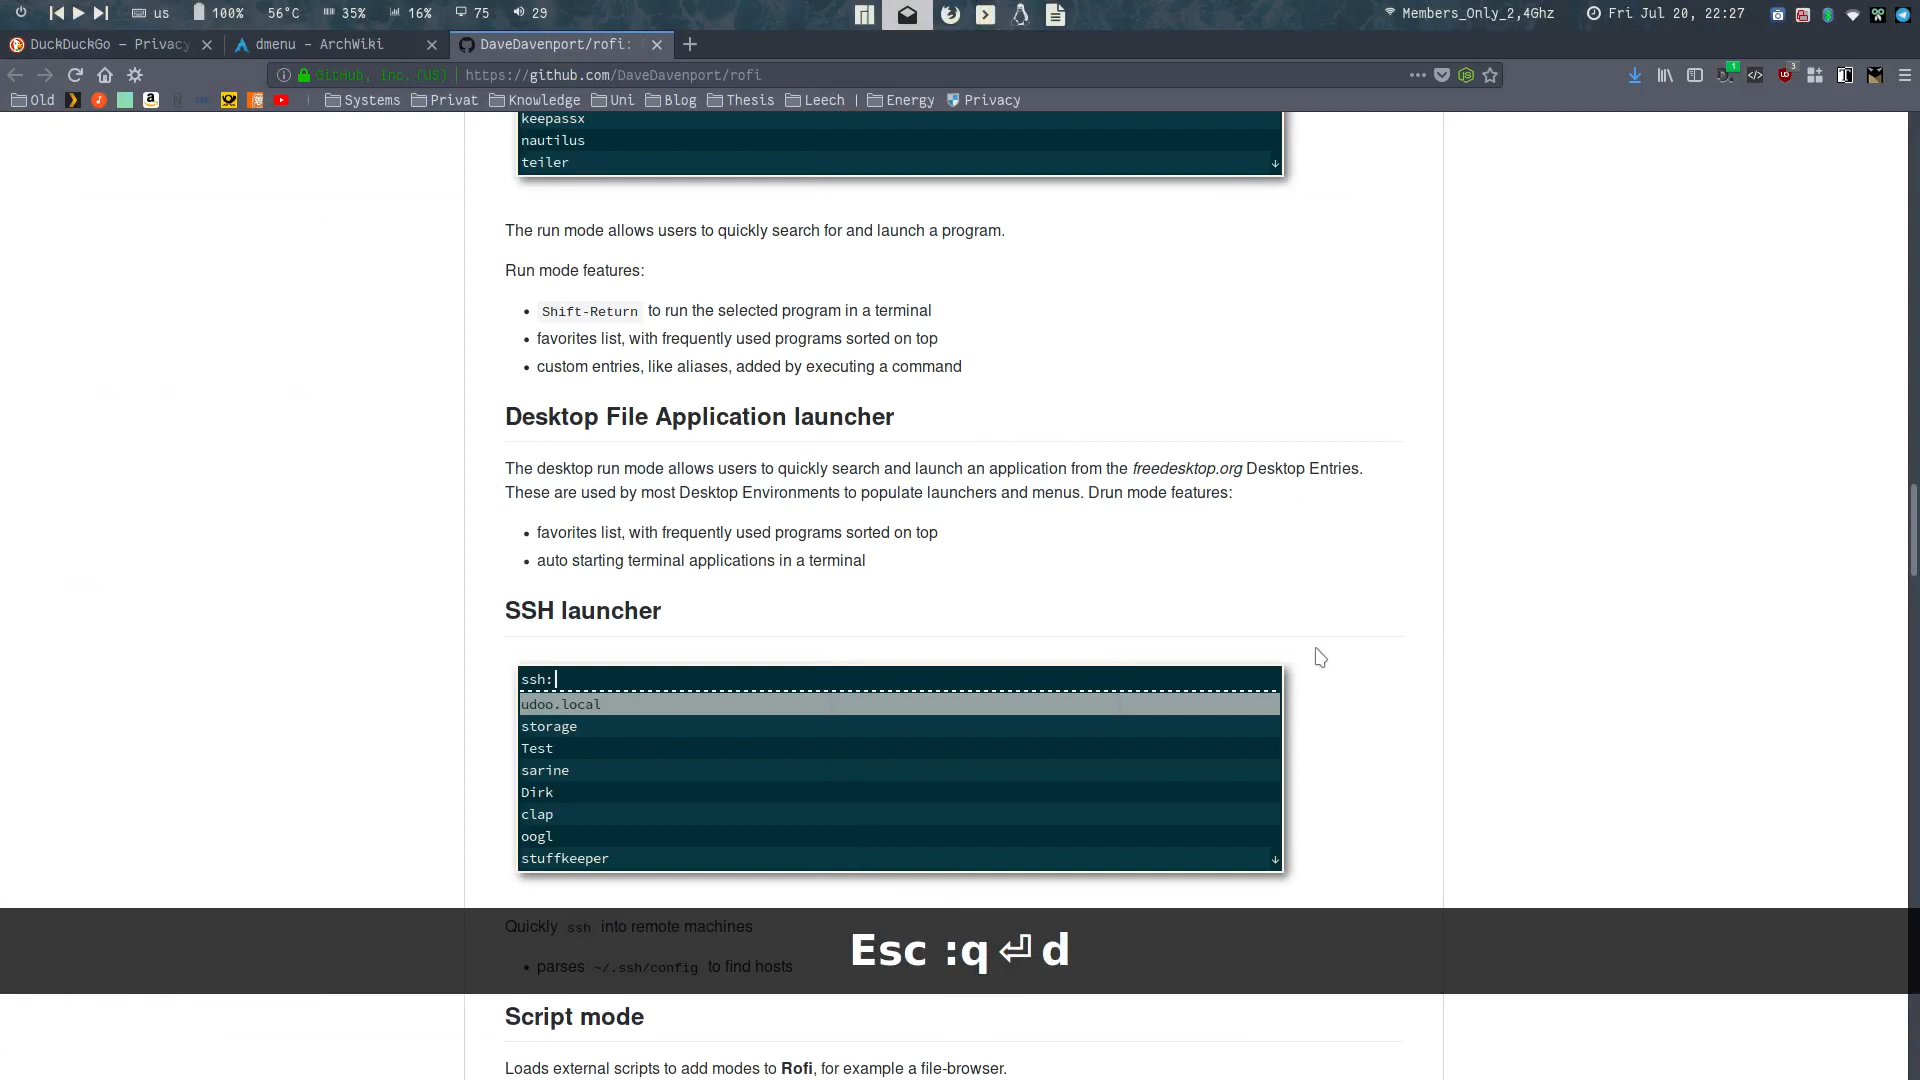 us 100% 56°C 35% 16% 75 29 Members_Only_2,4Ghz Fri Jul 20, 22:27
DuckDuckGo — Privacy dmenu - ArchWiki DaveDavenport/rofi:
GitHub, Inc. (US) https://github.com/DaveDavenport/rofi 1 3
Old Systems Privat Knowledge Uni Blog Thesis Leech Energy Privacy
keepassx
nautilus
teiler
The run mode allows users to quickly search for and launch a program.
Run mode features:
• Shift-Return to run the selected program in a terminal
• favorites list, with frequently used programs sorted on top
• custom entries, like aliases, added by executing a command
Desktop File Application launcher
The desktop run mode allows users to quickly search and launch an application from the freedesktop.org Desktop Entries.
These are used by most Desktop Environments to populate launchers and menus. Drun mode features:
• favorites list, with frequently used programs sorted on top
• auto starting terminal applications in a terminal
SSH launcher
ssh:
udoo.local
storage
Test
sarine
Dirk
clap
oogl
stuffkeeper
Quickly ssh into remote machines
Esc :q⏎d
• parses ~/.ssh/config to find hosts
Script mode
Loads external scripts to add modes to Rofi, for example a file-browser.